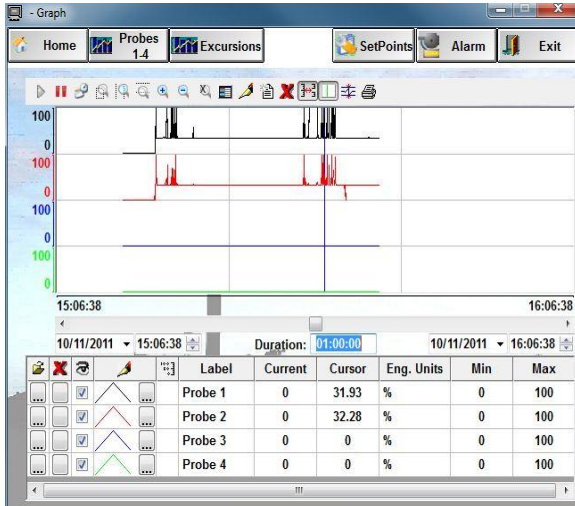 - Graph
Home Probes 1-4 Excursions SetPoints Alarm Exit
100
0
100
0
100
0
100
0
15:06:38 16:06:38
10/11/2011 15:06:38 Duration: 01:00:00 10/11/2011 16:06:38
Label Current Cursor Eng. Units Min Max
... ... Probe 1 0 31.93 % 0 100
... ... Probe 2 0 32.28 % 0 100
... ... Probe 3 0 0 % 0 100
... ... Probe 4 0 0 % 0 100